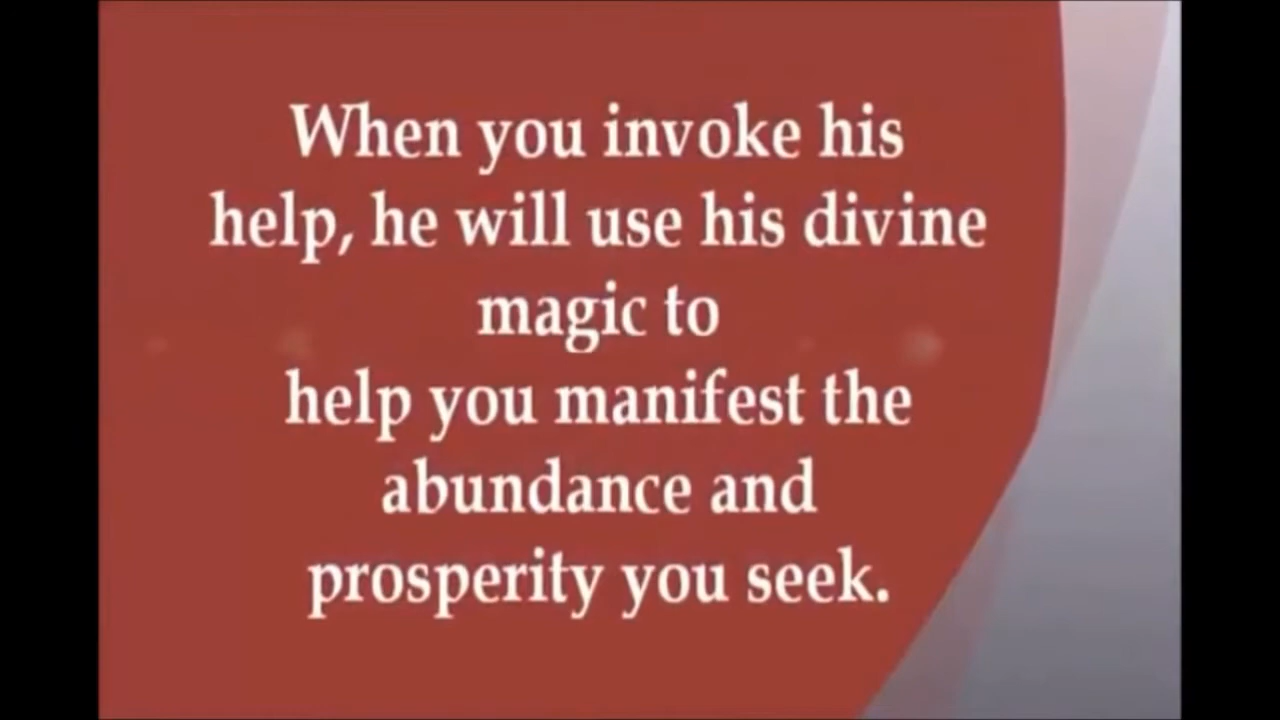 When you invoke his
help, he will use his divine
magic to
help you manifest the
abundance and
prosperity you seek.